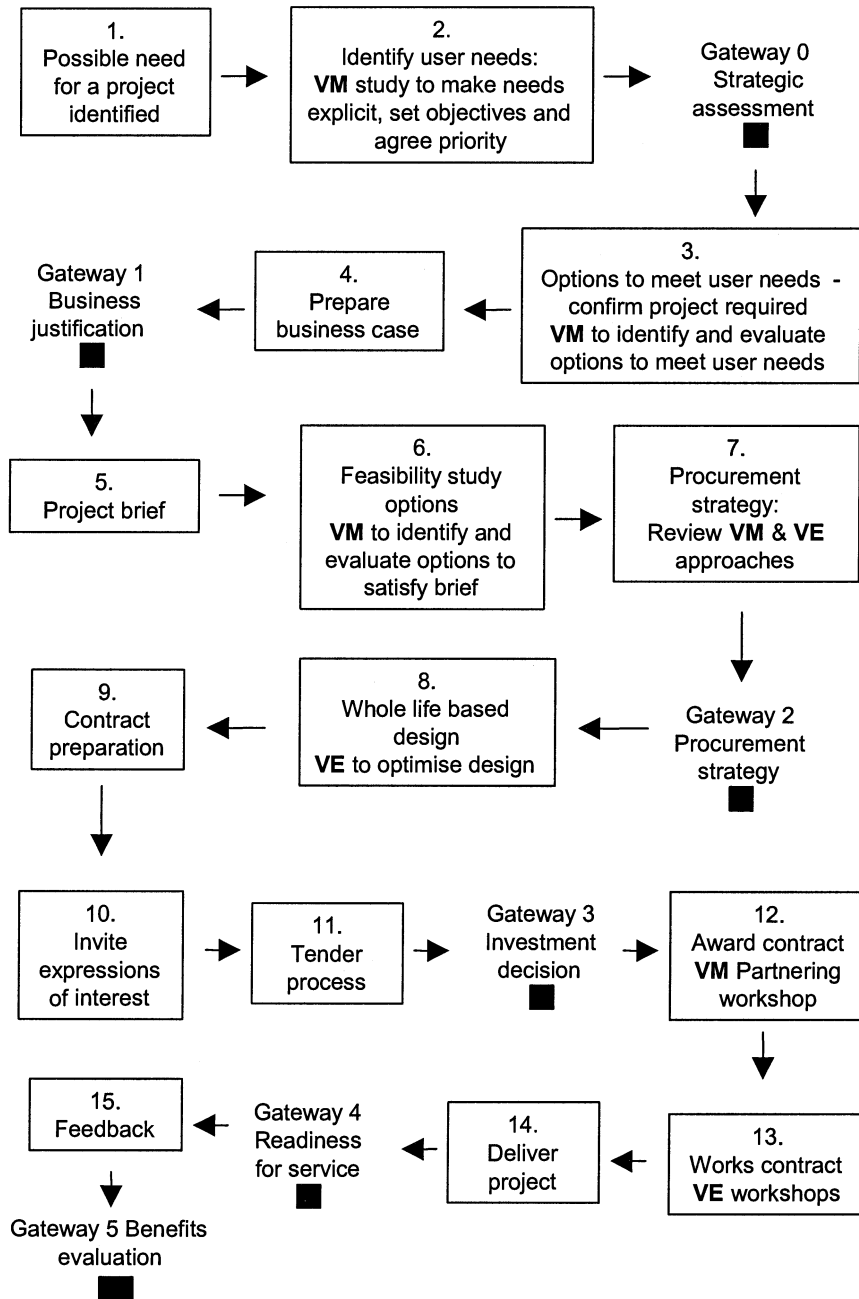 1.
Possible need
for a project
identified
2.
Identify user needs:
VM study to make needs
explicit, set objectives and
agree priority
Gateway 0
Strategic
assessment
3.
Options to meet user needs -
confirm project required
VM to identify and evaluate
options to meet user needs
4.
Prepare
business case
Gateway 1
Business
justification
5.
Project brief
6.
Feasibility study
options
VM to identify and
evaluate options to
satisfy brief
7.
Procurement
strategy:
Review VM & VE
approaches
Gateway 2
Procurement
strategy
8.
Whole life based
design
VE to optimise design
9.
Contract
preparation
10.
Invite
expressions
of interest
11.
Tender
process
Gateway 3
Investment
decision
12.
Award contract
VM Partnering
workshop
13.
Works contract
VE workshops
14.
Deliver
project
Gateway 4
Readiness
for service
15.
Feedback
Gateway 5 Benefits
evaluation